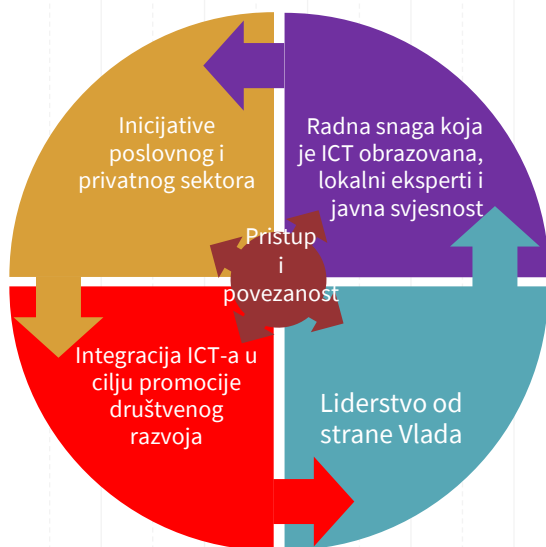 Inicijative
poslovnog i
privatnog sektora
Radna snaga koja
je ICT obrazovana,
lokalni eksperti i
javna svjesnost
Pristup
i
povezanost
Integracija ICT-a u
cilju promocije
društvenog
razvoja
Liderstvo od
strane Vlada